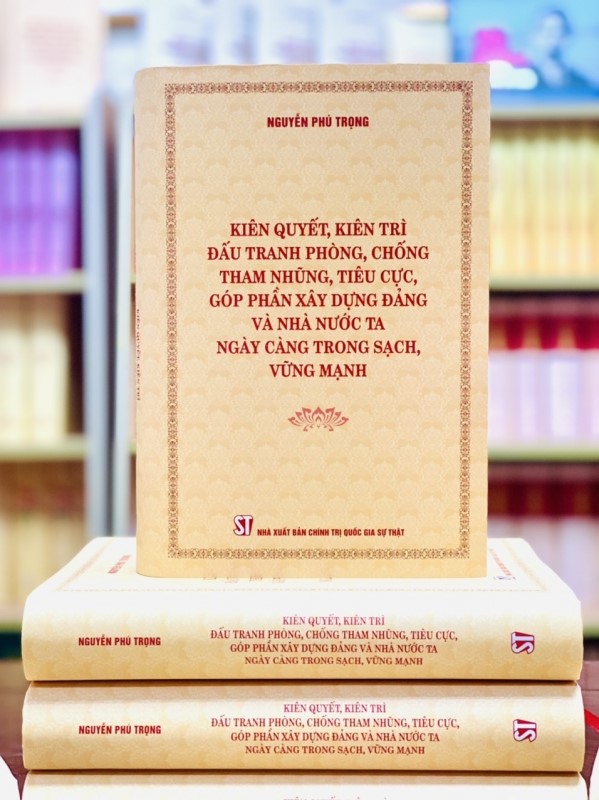 NGUYỄN PHÚ TRỌNG
KIÊN QUYẾT, KIÊN TRÌ
ĐẤU TRANH PHÒNG, CHỐNG
THAM NHŨNG, TIÊU CỰC,
GÓP PHẦN XÂY DỰNG ĐẢNG
VÀ NHÀ NƯỚC TA
NGÀY CÀNG TRONG SẠCH,
VỮNG MẠNH
ST NHÀ XUẤT BẢN CHÍNH TRỊ QUỐC GIA SỰ THẬT
NGUYỄN PHÚ TRỌNG
KIÊN QUYẾT, KIÊN TRÌ
ĐẤU TRANH PHÒNG, CHỐNG THAM NHŨNG, TIÊU CỰC,
GÓP PHẦN XÂY DỰNG ĐẢNG VÀ NHÀ NƯỚC TA
NGÀY CÀNG TRONG SẠCH, VỮNG MẠNH
ST
NGUYỄN PHÚ TRỌNG
KIÊN QUYẾT, KIÊN TRÌ
ĐẤU TRANH PHÒNG, CHỐNG THAM NHŨNG, TIÊU CỰC,
GÓP PHẦN XÂY DỰNG ĐẢNG VÀ NHÀ NƯỚC TA
NGÀY CÀNG TRONG SẠCH, VỮNG MẠNH
ST